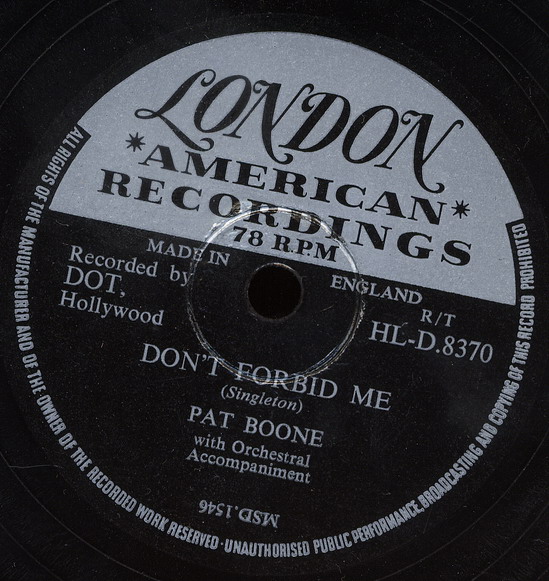 LONDON
*AMERICAN*
RECORDINGS
78 R.P.M
MADE IN ENGLAND
Recorded by
DOT,
Hollywood
R/T
HL-D.8370
DON'T FORBID ME
(Singleton)
PAT BOONE
with Orchestral
Accompaniment
MSD.1546
ALL RIGHTS OF THE MANUFACTURER AND OF THE OWNER OF THE RECORDED WORK RESERVED·UNAUTHORISED PUBLIC PERFORMANCE, BROADCASTING AND COPYING OF THIS RECORD PROHIBITED